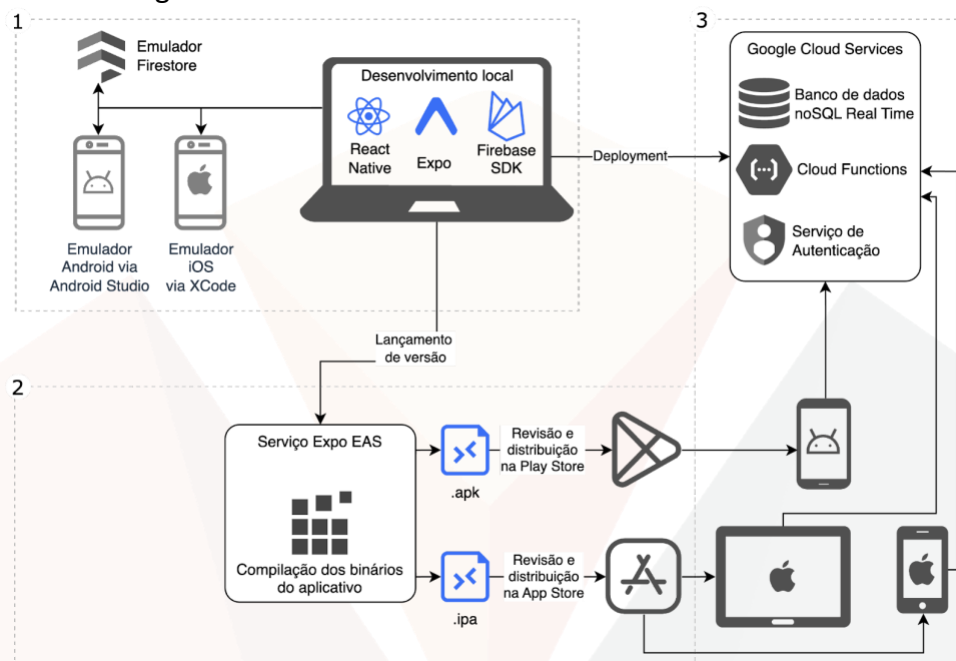 1
Emulador
Firestore
Desenvolvimento local
React
Native
Expo
Firebase
SDK
Emulador
Android via
Android Studio
Emulador
iOS
via XCode
Deployment
3
Google Cloud Services
Banco de dados
noSQL Real Time
Cloud Functions
Serviço de
Autenticação
Lançamento
de versão
2
Serviço Expo EAS
Compilação dos binários
do aplicativo
.apk
Revisão e
distribuição
na Play Store
.ipa
Revisão e
distribuição
na App Store